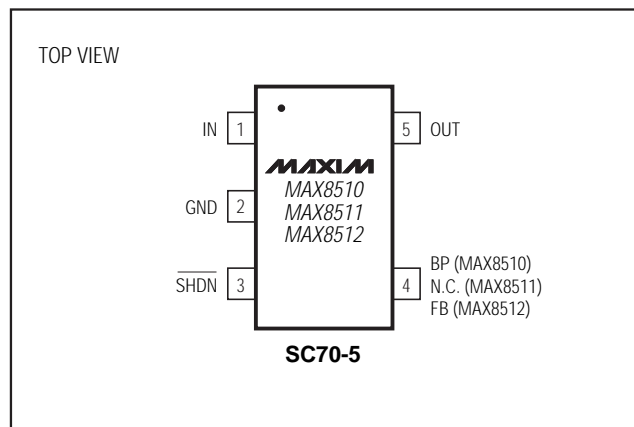 TOP VIEW
IN 1
5 OUT
MAXIM
MAX8510
MAX8511
MAX8512
GND 2
SHDN 3
4
BP (MAX8510)
N.C. (MAX8511)
FB (MAX8512)
SC70-5